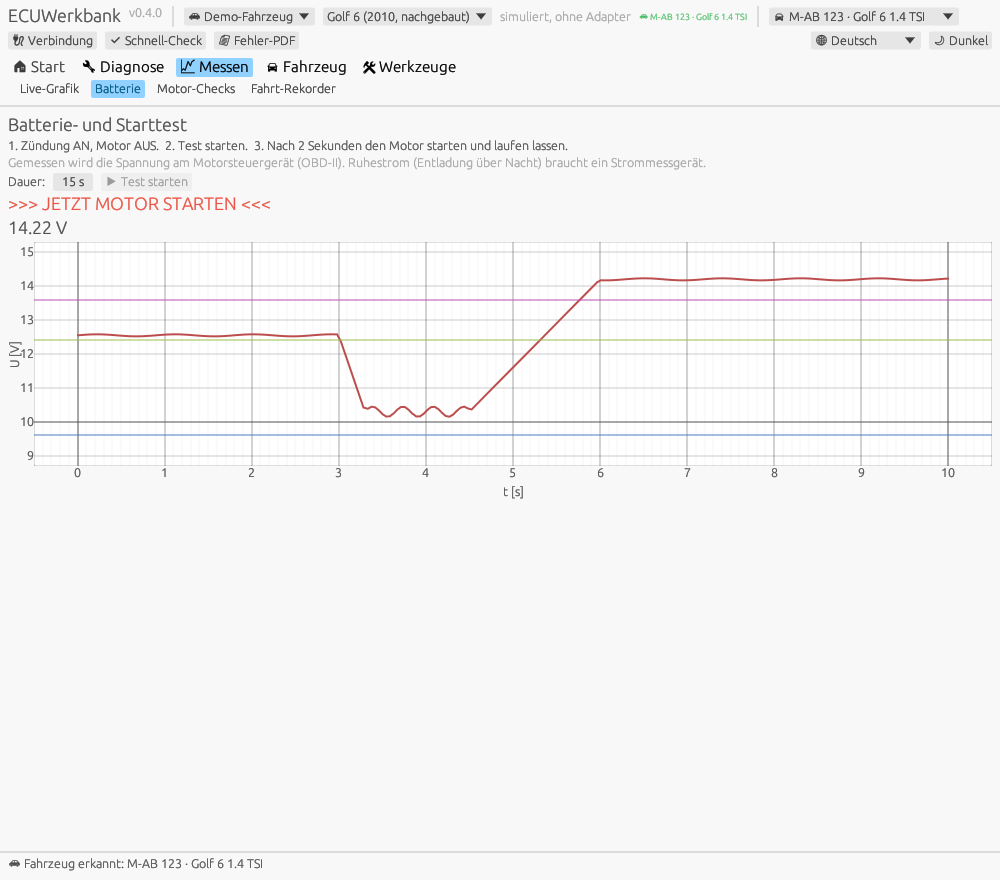 ECUWerkbank v0.4.0 Demo-Fahrzeug Golf 6 (2010, nachgebaut) simuliert, ohne Adapter M-AB 123 · Golf 6 1.4 TSI M-AB 123 · Golf 6 1.4 TSI
Verbindung Schnell-Check Fehler-PDF Deutsch Dunkel
Start Diagnose Messen Fahrzeug Werkzeuge
Live-Grafik Batterie Motor-Checks Fahrt-Rekorder
Batterie- und Starttest
1. Zündung AN, Motor AUS. 2. Test starten. 3. Nach 2 Sekunden den Motor starten und laufen lassen.
Gemessen wird die Spannung am Motorsteuergerät (OBD-II). Ruhestrom (Entladung über Nacht) braucht ein Strommessgerät.
Dauer: 15 s Test starten
>>> JETZT MOTOR STARTEN <<<
14.22 V
15
14
13
U [V]
12
11
10
9
0 1 2 3 4 5 6 7 8 9 10
t [s]
Fahrzeug erkannt: M-AB 123 · Golf 6 1.4 TSI